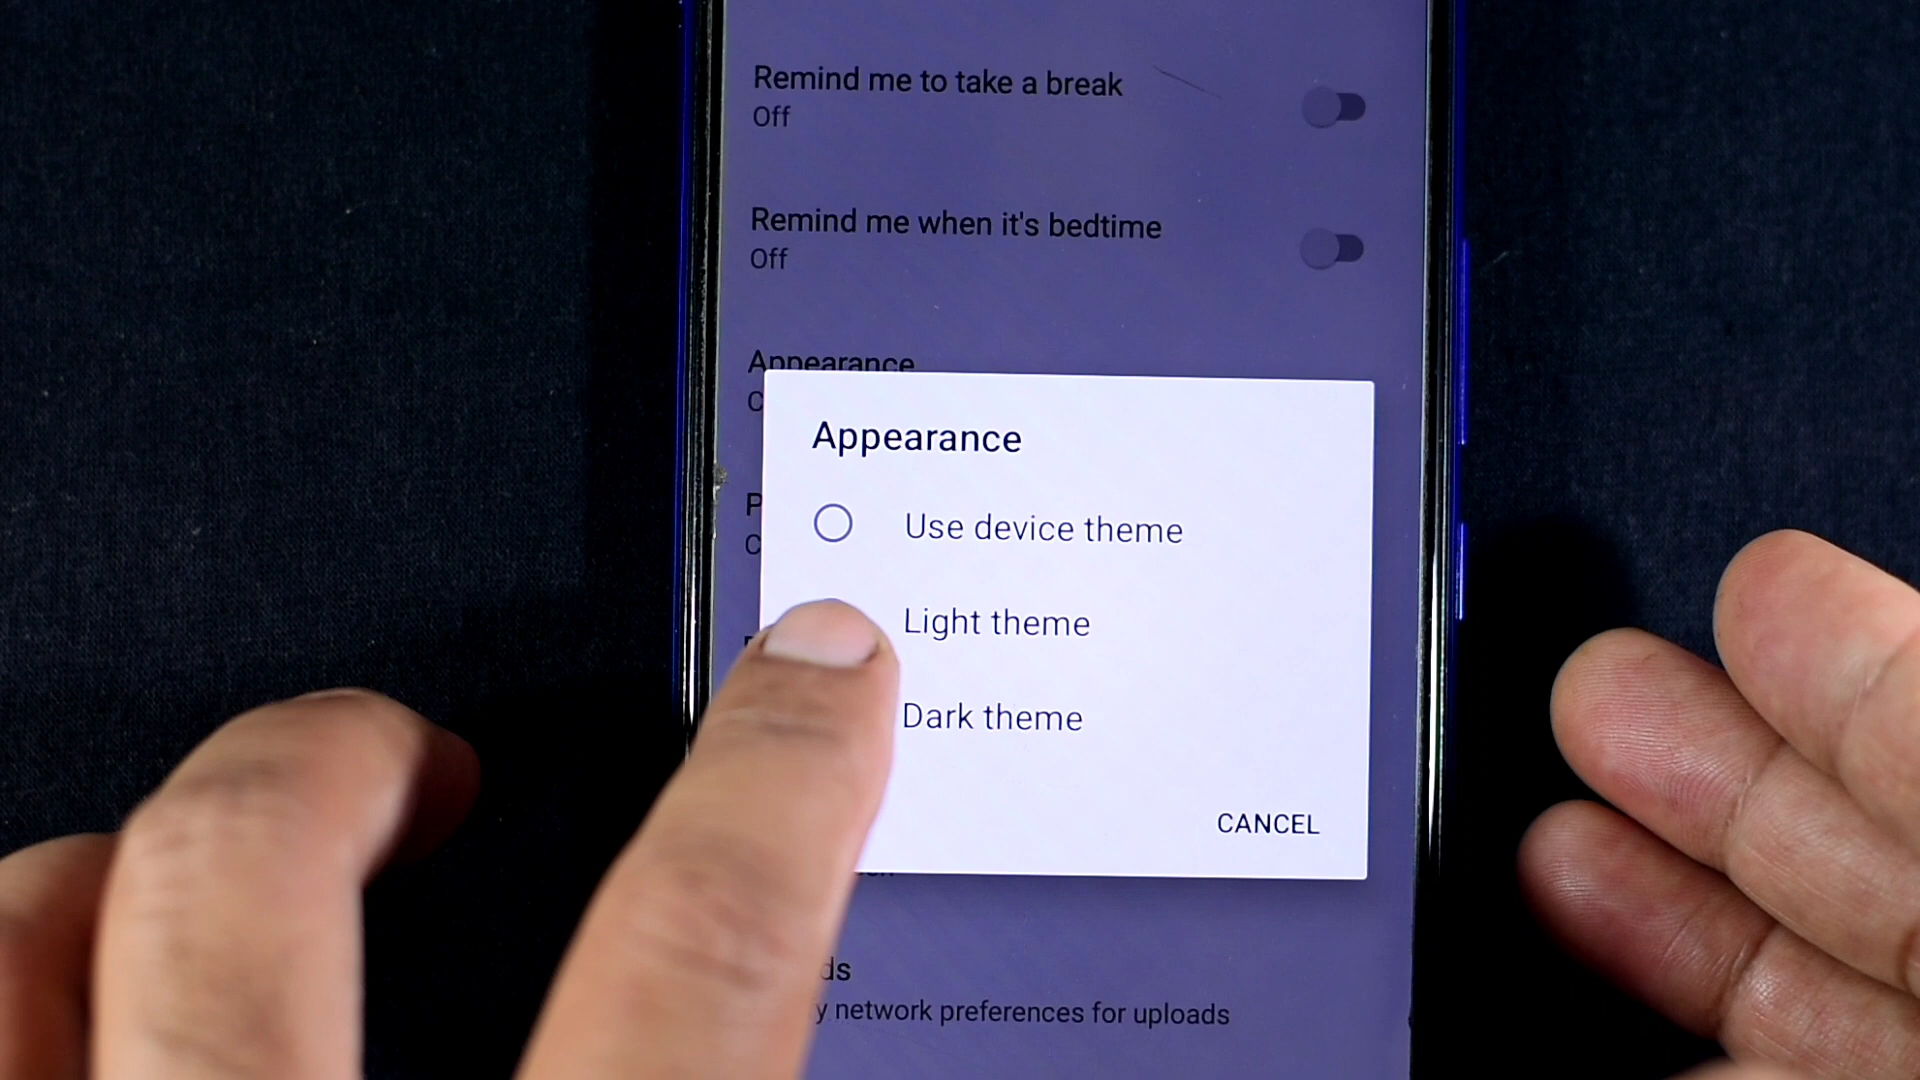 Remind me to take a break
Off
Remind me when it's bedtime
Off
Appearance
Appearance
Use device theme
Light theme
Dark theme
CANCEL
network preferences for uploads